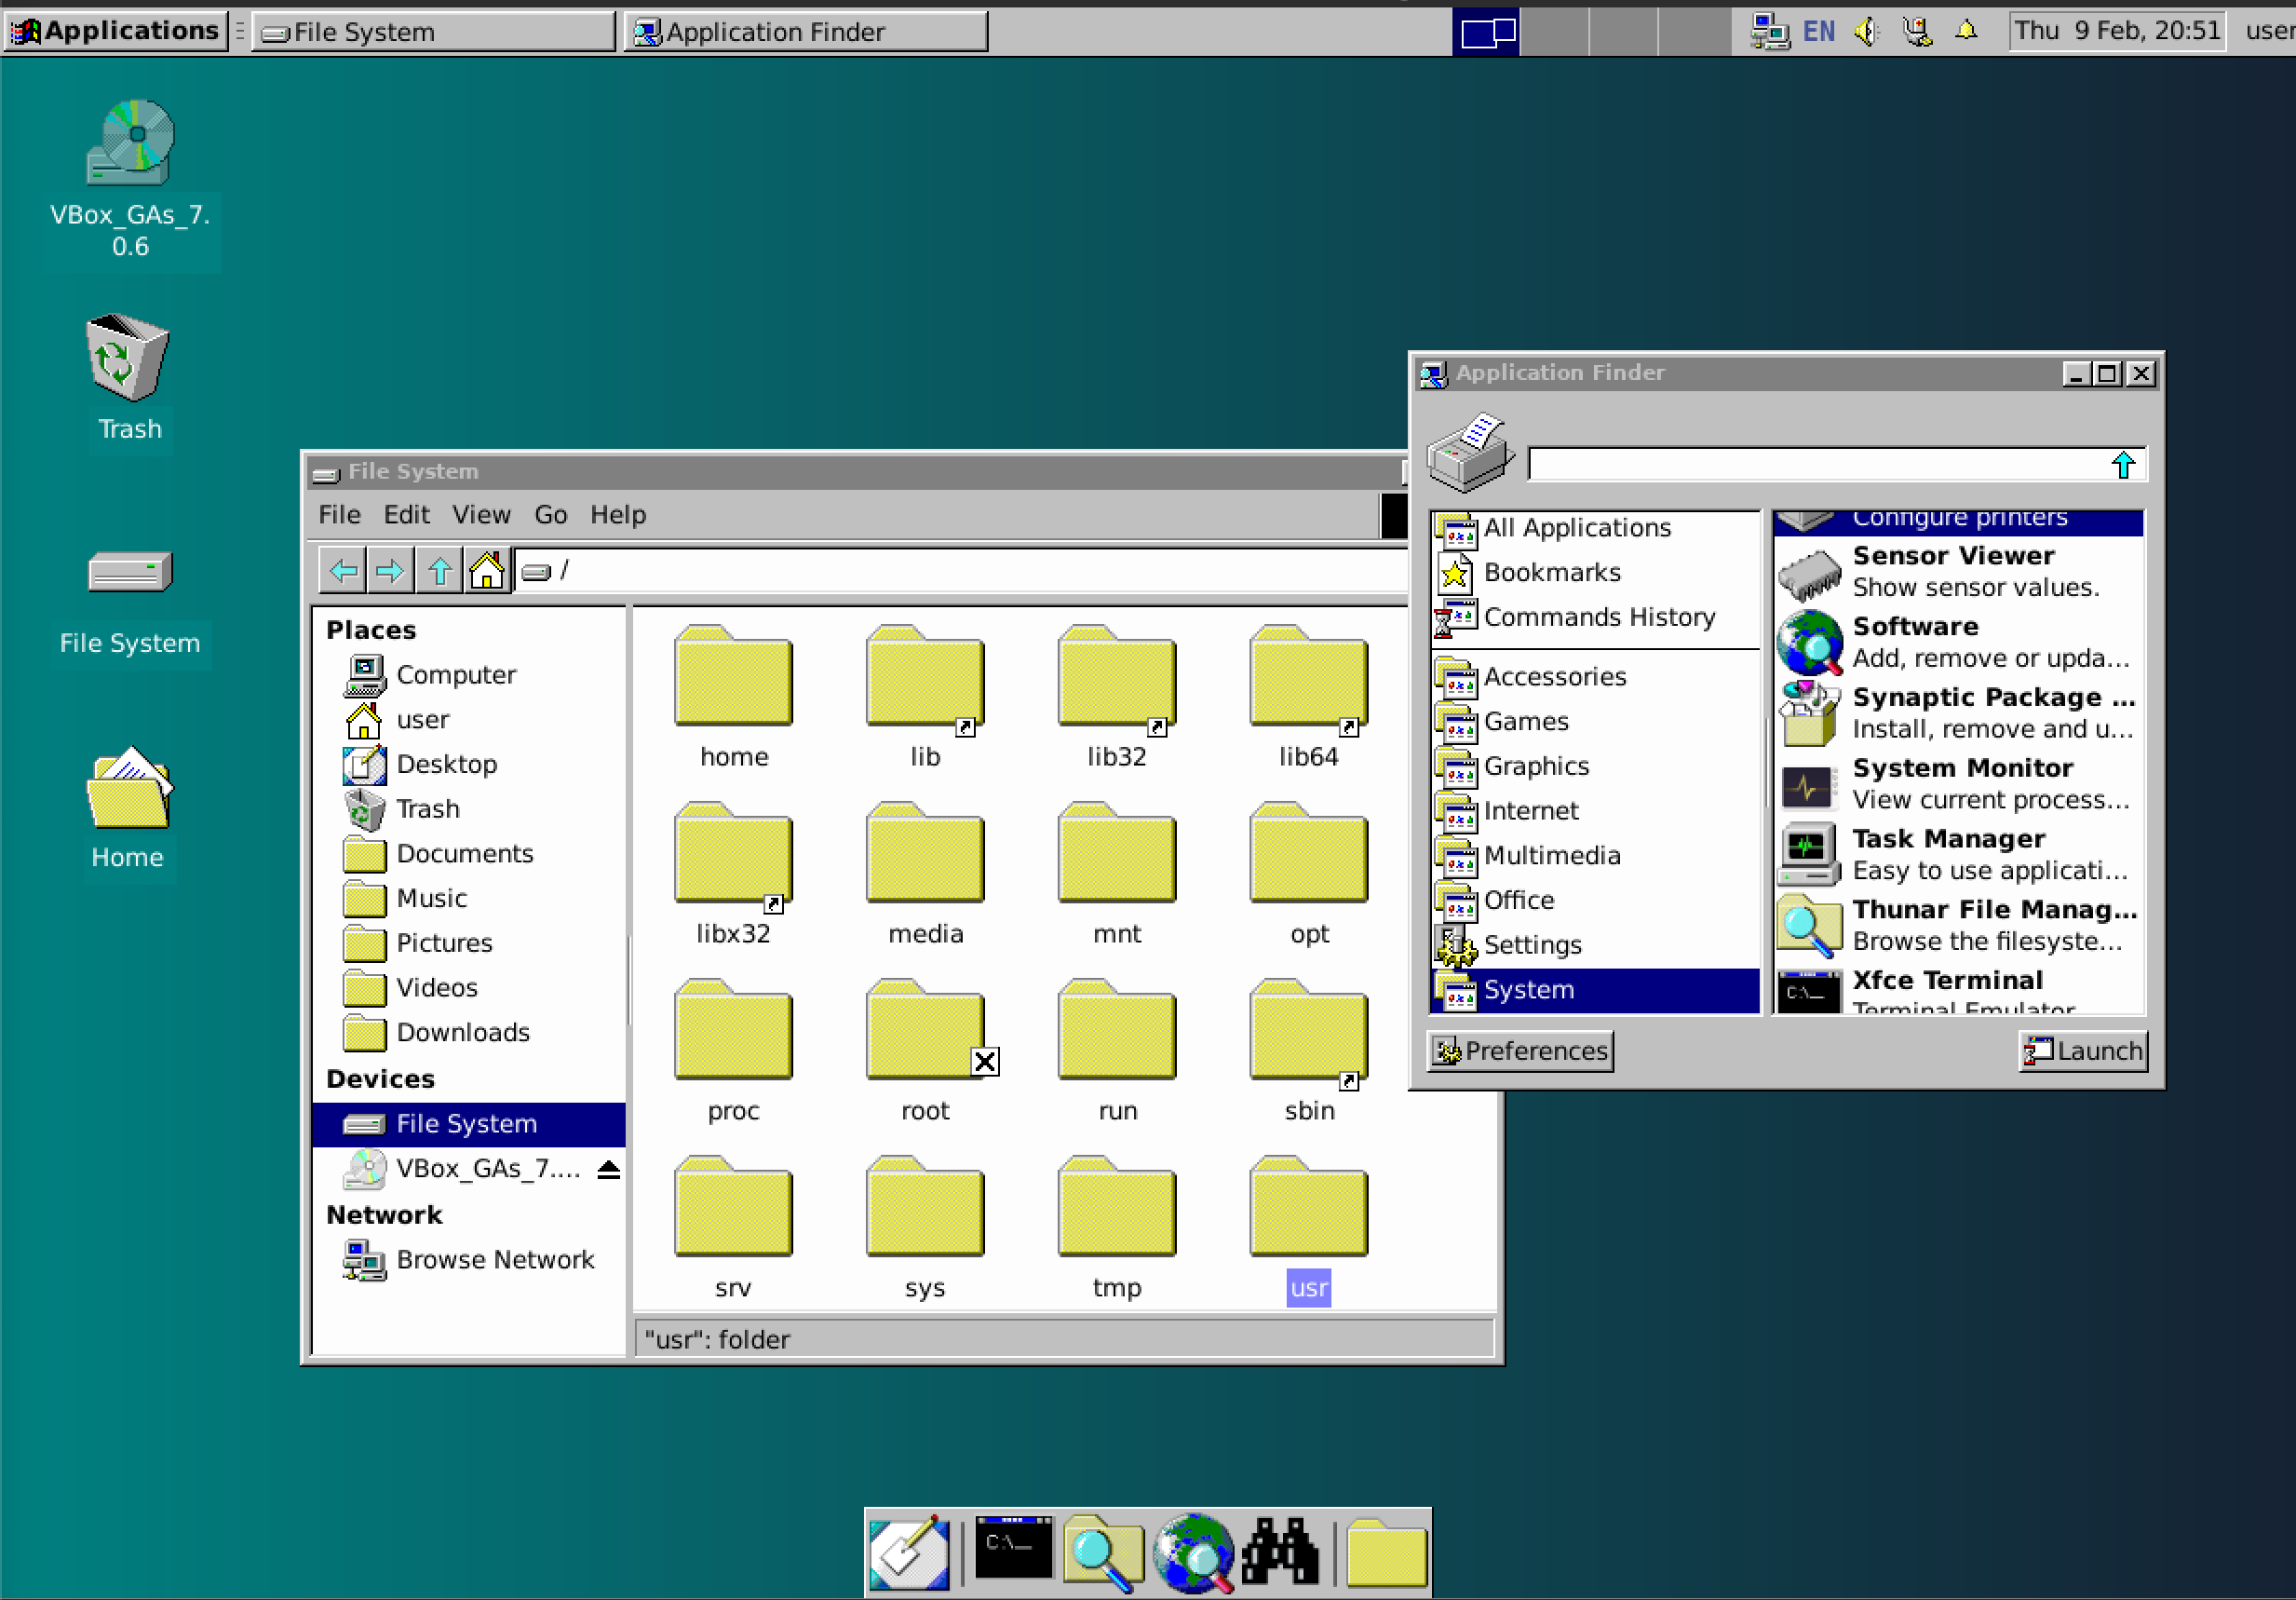 Applications
File System
Application Finder
EN
Thu 9 Feb, 20:51
user
VBox_GAs_7.
0.6
Trash
File System
Home
File System
File Edit View Go Help
/
Places
Computer
user
Desktop
Trash
Documents
Music
Pictures
Videos
Downloads
Devices
File System
VBox_GAs_7....
Network
Browse Network
home lib lib32 lib64
libx32 media mnt opt
proc root run sbin
srv sys tmp usr
"usr": folder
Application Finder
All Applications
Bookmarks
Commands History
Accessories
Games
Graphics
Internet
Multimedia
Office
Settings
System
Configure printers
Sensor Viewer
Show sensor values.
Software
Add, remove or upda...
Synaptic Package ...
Install, remove and u...
System Monitor
View current process...
Task Manager
Easy to use applicati...
Thunar File Manag...
Browse the filesyste...
Xfce Terminal
Terminal Emulator
Preferences
Launch
C:\_
C:\_